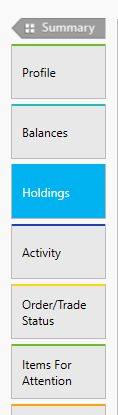 Summary
Profile
Balances
Holdings
Activity
Order/Trade
Status
Items For
Attention